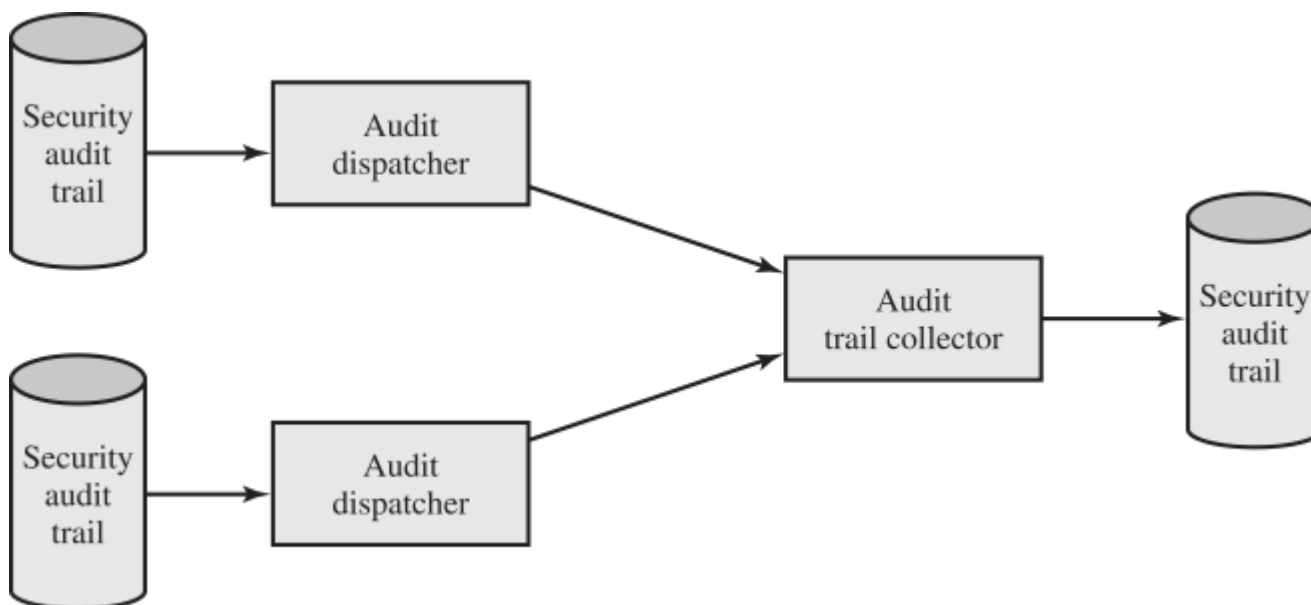 Security
audit
trail
Audit
dispatcher
Security
audit
trail
Audit
dispatcher
Audit
trail collector
Security
audit
trail